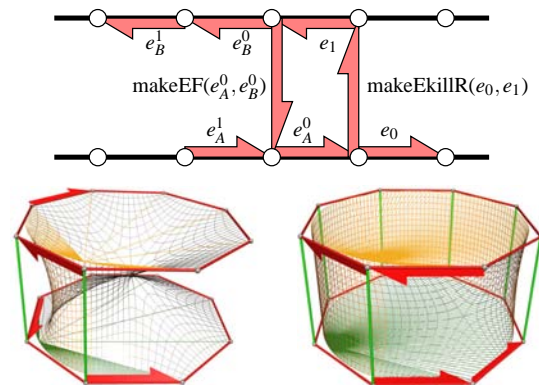 e_B^1 e_B^0 e_1
makeEF(e_A^0, e_B^0) makeEkillR(e_0, e_1)
e_A^1 e_A^0 e_0